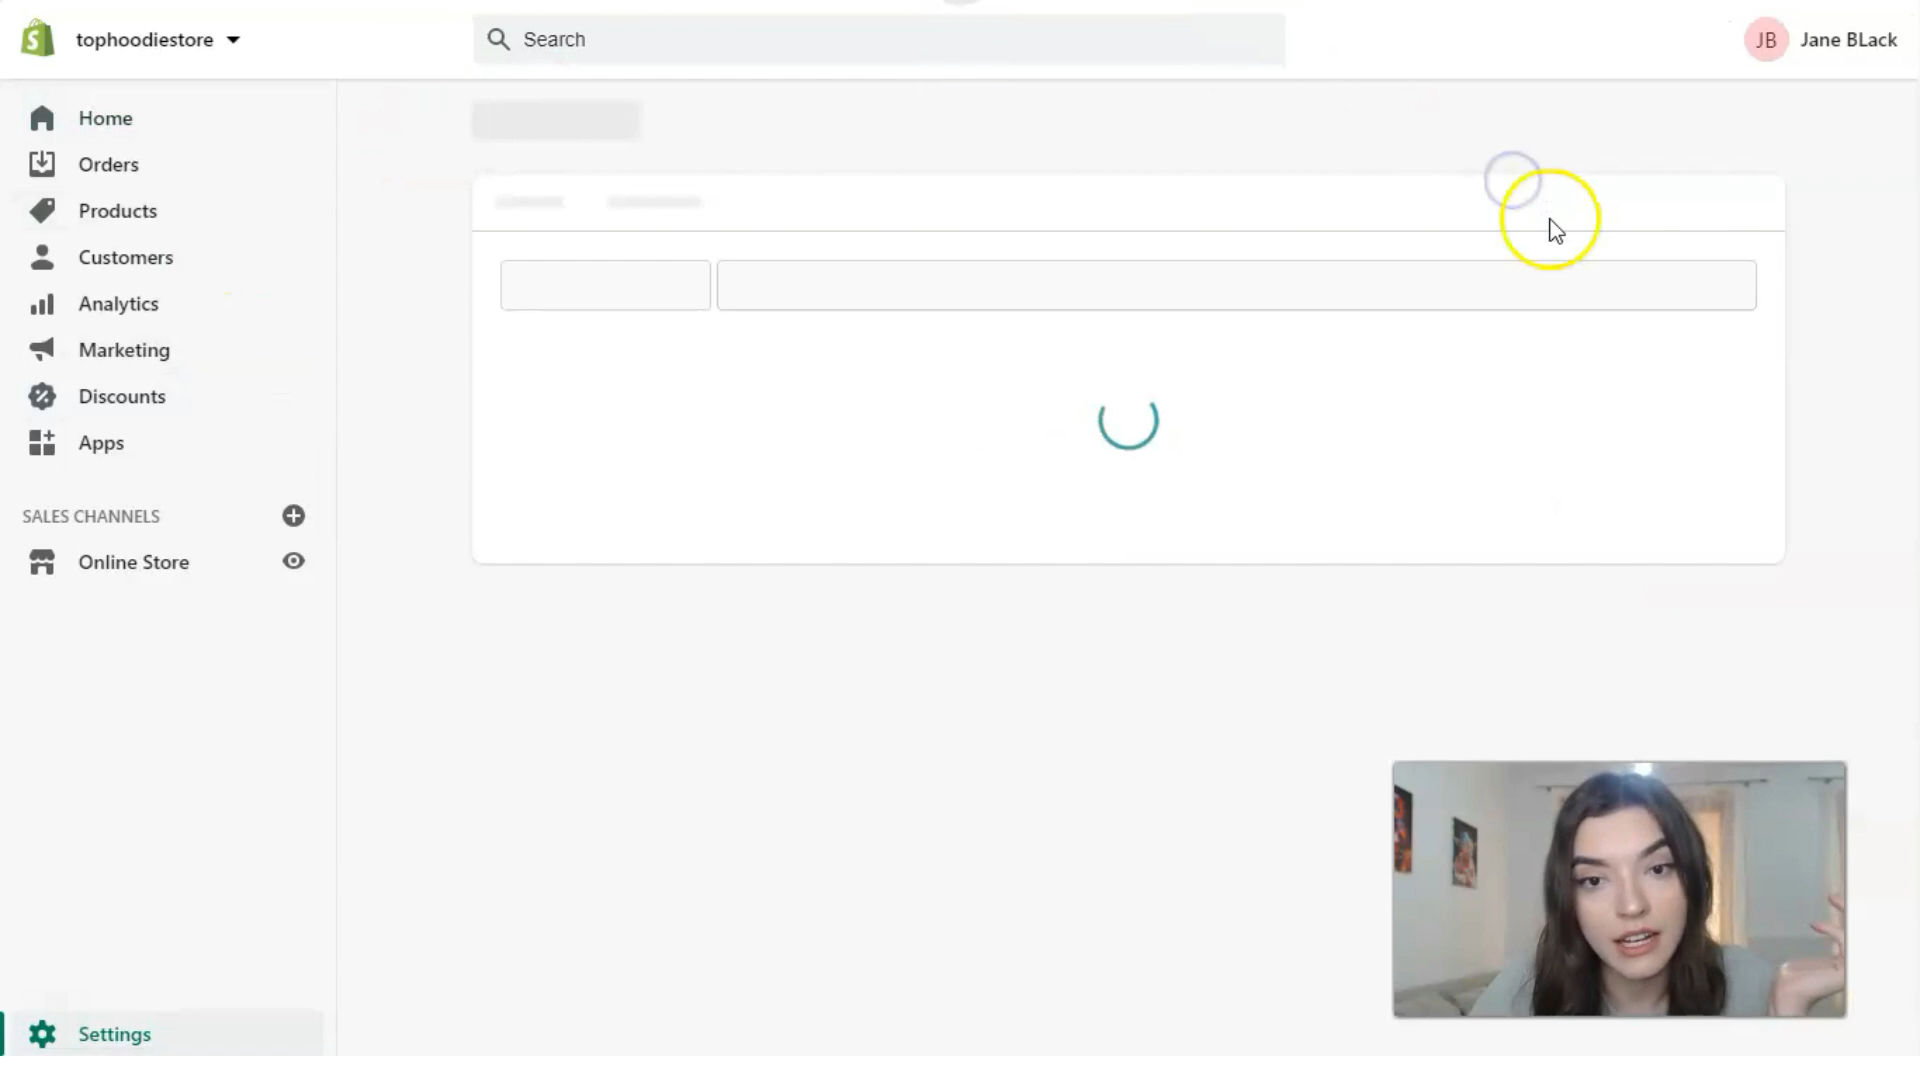 tophoodiestore
Search
JB
Jane BLack
Home
Orders
Products
Customers
Analytics
Marketing
Discounts
Apps
SALES CHANNELS
Online Store
Settings